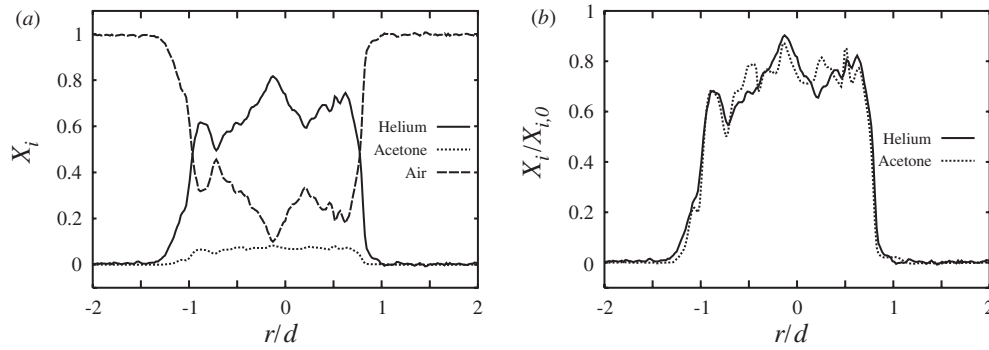 (a)
1
0.8
0.6
0.4
0.2
0
X_i
Helium
Acetone
Air
-2 -1 0 1 2
r/d
(b)
1
0.8
0.6
0.4
0.2
0
X_i/X_{i,0}
Helium
Acetone
-2 -1 0 1 2
r/d